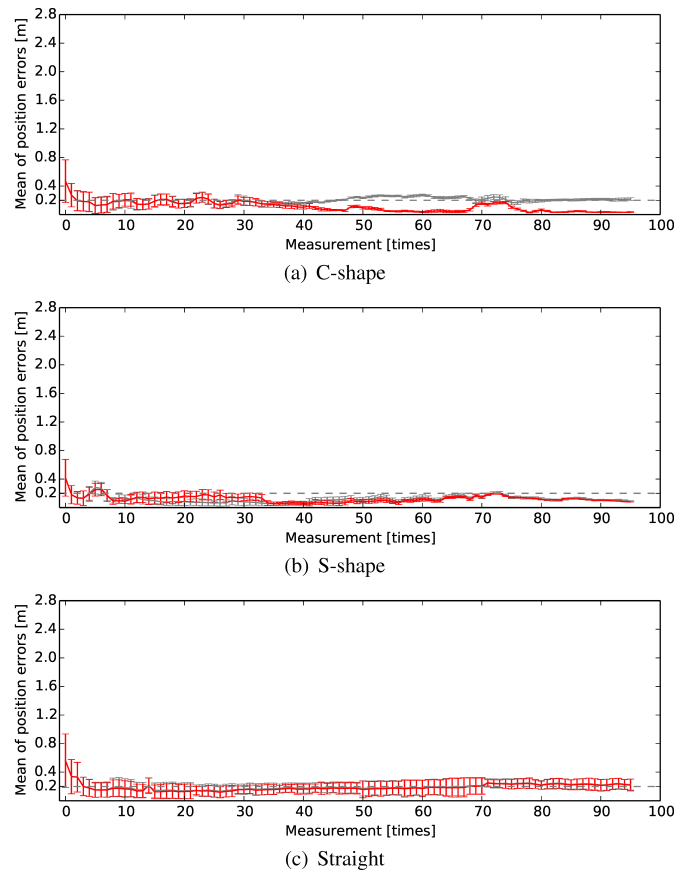 2.8
2.4
2.0
1.6
1.2
0.8
0.4
0.2
Mean of position errors [m]
0 10 20 30 40 50 60 70 80 90 100
Measurement [times]
(a) C-shape
2.8
2.4
2.0
1.6
1.2
0.8
0.4
0.2
Mean of position errors [m]
0 10 20 30 40 50 60 70 80 90 100
Measurement [times]
(b) S-shape
2.8
2.4
2.0
1.6
1.2
0.8
0.4
0.2
Mean of position errors [m]
0 10 20 30 40 50 60 70 80 90 100
Measurement [times]
(c) Straight